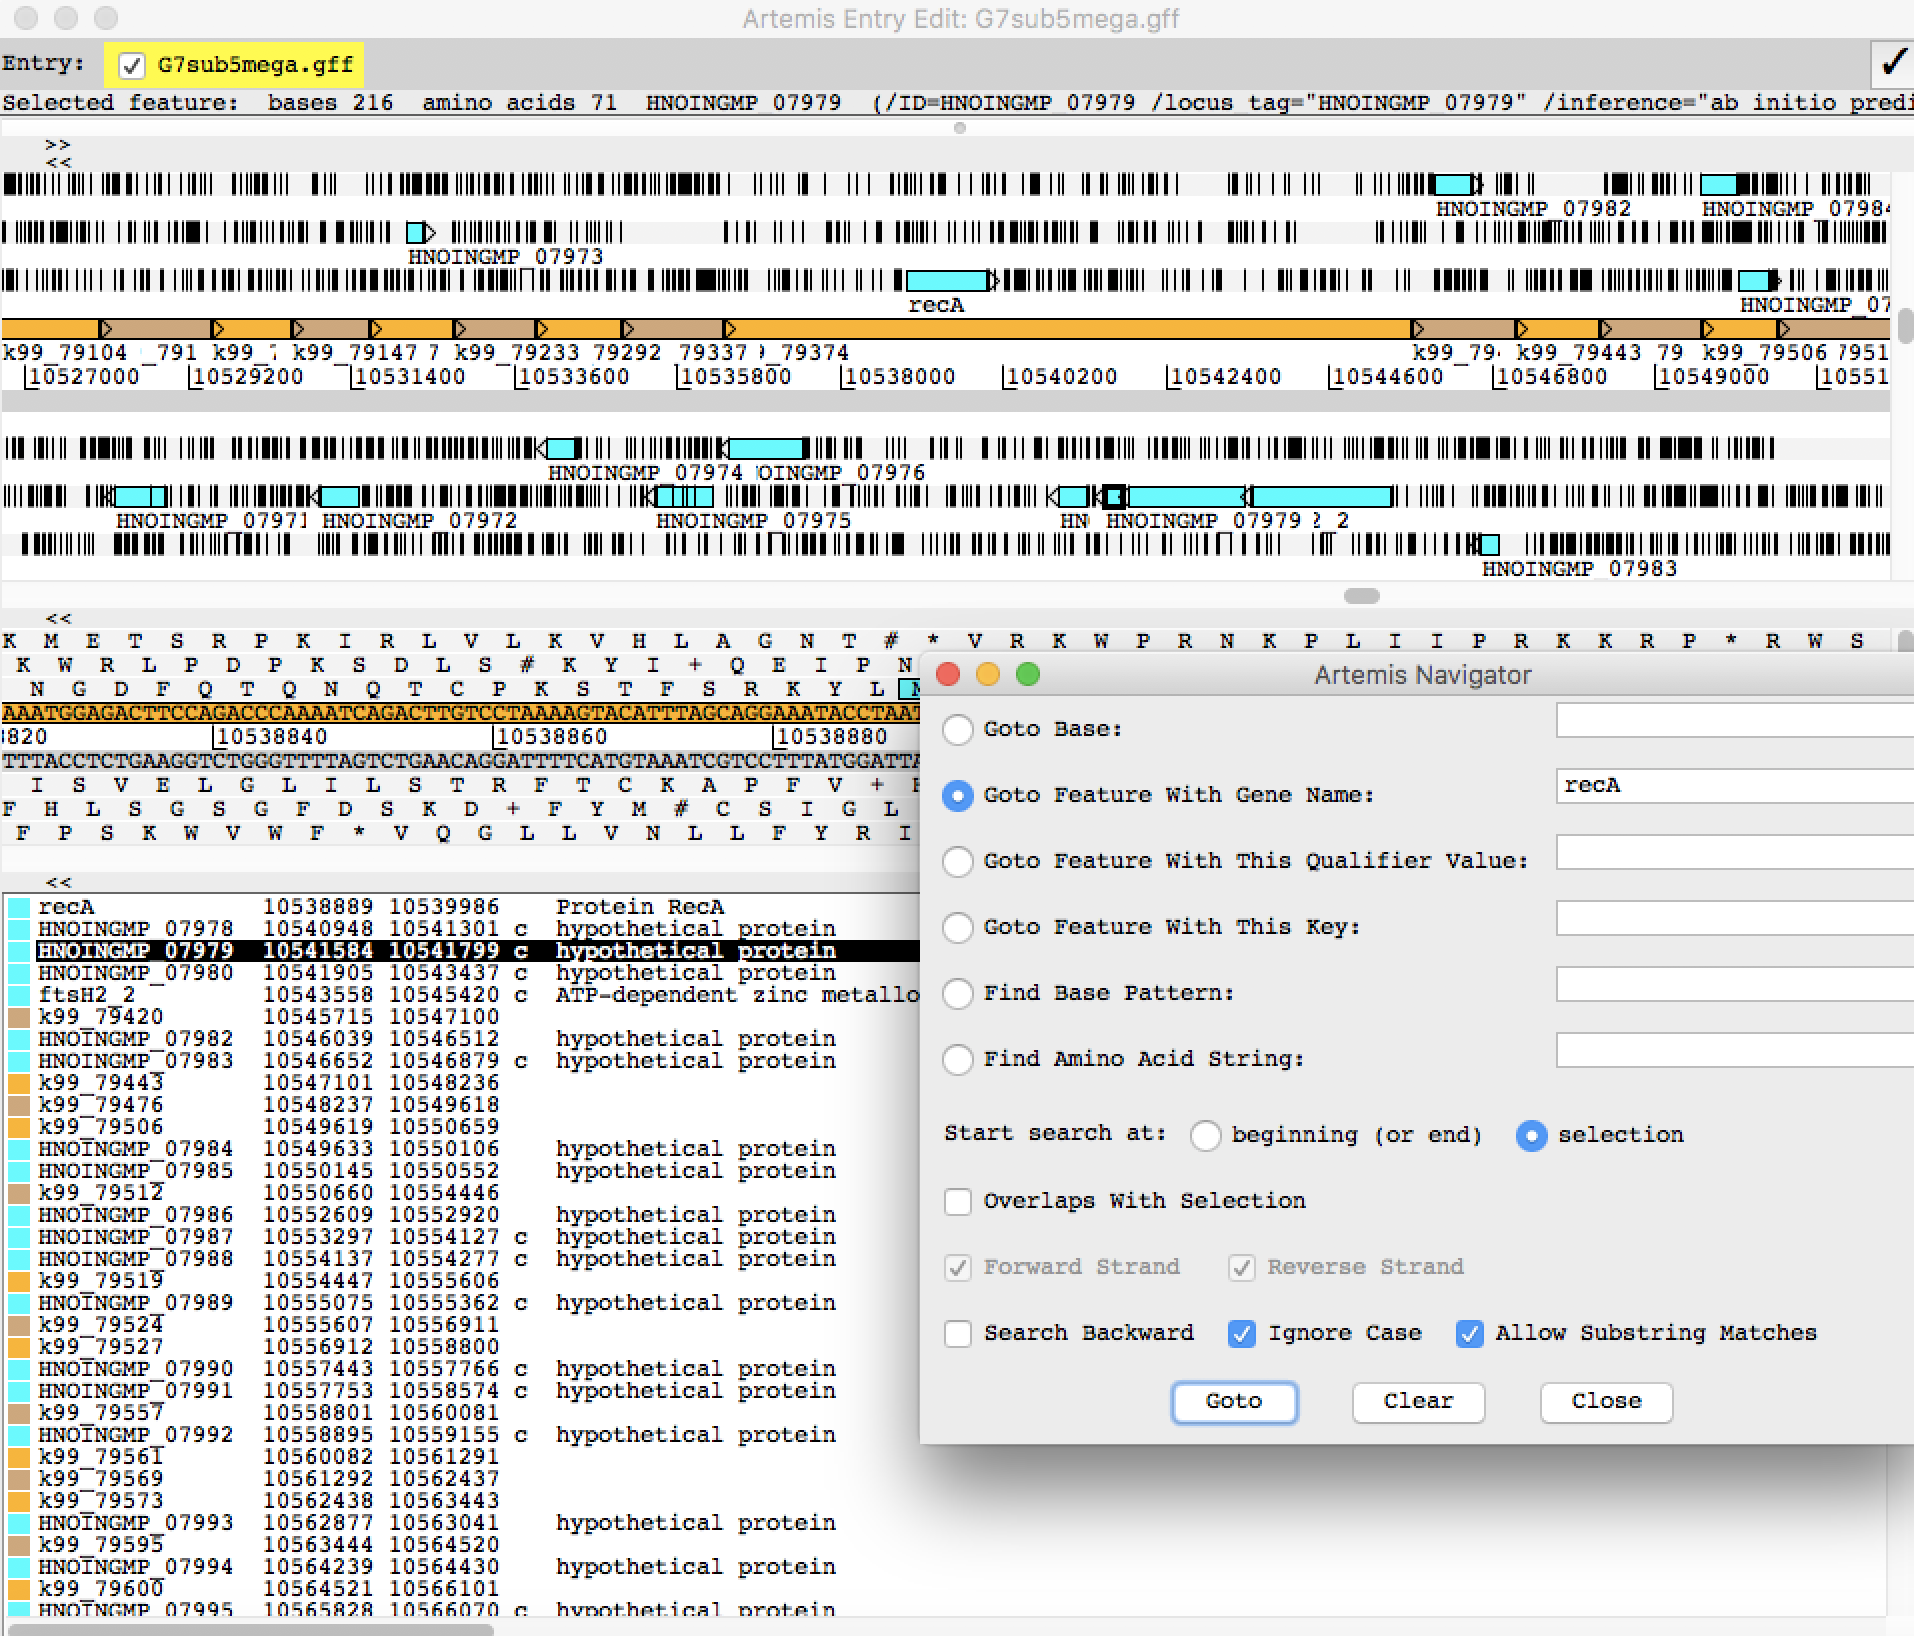 Artemis Entry Edit: G7sub5mega.gff
Entry: G7sub5mega.gff
Selected feature: bases 216 amino acids 71 HNOINGMP_07979 (/ID=HNOINGMP_07979 /locus_tag="HNOINGMP_07979" /inference="ab initio predi
>>
<<
HNOINGMP_07982 HNOINGMP_0798
HNOINGMP_07973
recA HNOINGMP_07
k99_79104 _791 k99_ k99_79147 7 k99_79233 79292 79337 _79374 k99_79 k99_79443 79 k99_79506 7951
10527000 10529200 10531400 10533600 10535800 10538000 10540200 10542400 10544600 10546800 10549000 10551
HNOINGMP_07974 OINGMP_07976
HNOINGMP_07971 HNOINGMP_07972 HNOINGMP_07975 HN HNOINGMP_07979 2_2
HNOINGMP_07983
<<
K M E T S R P K I R L V L K V H L A G N T # * V R K W P R N K P L I I P R K K R P * R W S
K W R L P D P K S D L S # K Y I + Q E I P N
N G D F Q T Q N Q T C P K S T F S R K Y L
AAATGGAGACTTCCAGACCCAAAATCAGACTTGTCCTAAAAGTACATTTAGCAGGAAATACCTAAT
8820 10538840 10538860 10538880
TTTACCTCTGAAGGTCTGGGTTTTAGTCTGAACAGGATTTTCATGTAAATCGTCCTTTATGGATTA
I S V E L G L I L S T R F T C K A P F V +
F H L S G S G F D S K D + F Y M # C S I G L
F P S K W V W F * V Q G L L V N L L F Y R I
<<
recA 10538889 10539986 Protein RecA
HNOINGMP_07978 10540948 10541301 c hypothetical protein
HNOINGMP_07979 10541584 10541799 c hypothetical protein
HNOINGMP_07980 10541905 10543437 c hypothetical protein
ftsH2_2 10543558 10545420 c ATP-dependent zinc metallo
k99_79420 10545715 10547100
HNOINGMP_07982 10546039 10546512 hypothetical protein
HNOINGMP_07983 10546652 10546879 c hypothetical protein
k99_79443 10547101 10548236
k99_79476 10548237 10549618
k99_79506 10549619 10550659
HNOINGMP_07984 10549633 10550106 hypothetical protein
HNOINGMP_07985 10550145 10550552 hypothetical protein
k99_79512 10550660 10554446
HNOINGMP_07986 10552609 10552920 hypothetical protein
HNOINGMP_07987 10553297 10554127 c hypothetical protein
HNOINGMP_07988 10554137 10554277 c hypothetical protein
k99_79519 10554447 10555606
HNOINGMP_07989 10555075 10555362 c hypothetical protein
k99_79524 10555607 10556911
k99_79527 10556912 10558800
HNOINGMP_07990 10557443 10557766 c hypothetical protein
HNOINGMP_07991 10557753 10558574 c hypothetical protein
k99_79557 10558801 10560081
HNOINGMP_07992 10558895 10559155 c hypothetical protein
k99_79561 10560082 10561291
k99_79569 10561292 10562437
k99_79573 10562438 10563443
HNOINGMP_07993 10562877 10563041 hypothetical protein
k99_79595 10563444 10564520
HNOINGMP_07994 10564239 10564430 hypothetical protein
k99_79600 10564521 10566101
HNOINGMP_07995 10565828 10566070 c hypothetical protein
Artemis Navigator
Goto Base:
Goto Feature With Gene Name: recA
Goto Feature With This Qualifier Value:
Goto Feature With This Key:
Find Base Pattern:
Find Amino Acid String:
Start search at: beginning (or end) selection
Overlaps With Selection
Forward Strand Reverse Strand
Search Backward Ignore Case Allow Substring Matches
Goto Clear Close